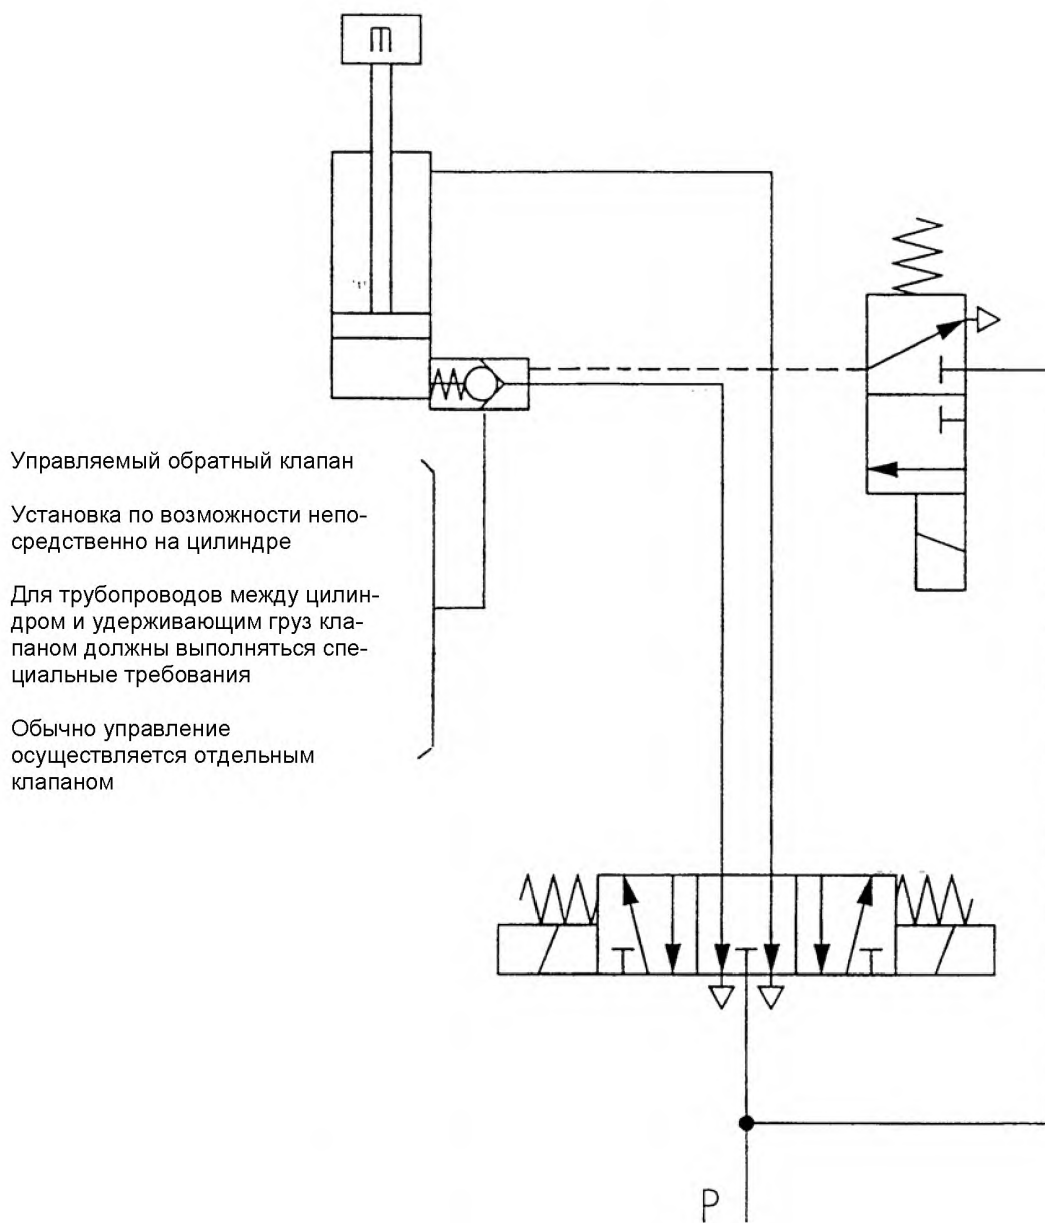 m
Управляемый обратный клапан
Установка по возможности непо-
средственно на цилиндре
Для трубопроводов между цилин-
дром и удерживающим груз кла-
паном должны выполняться спе-
циальные требования
Обычно управление
осуществляется отдельным
клапаном
P